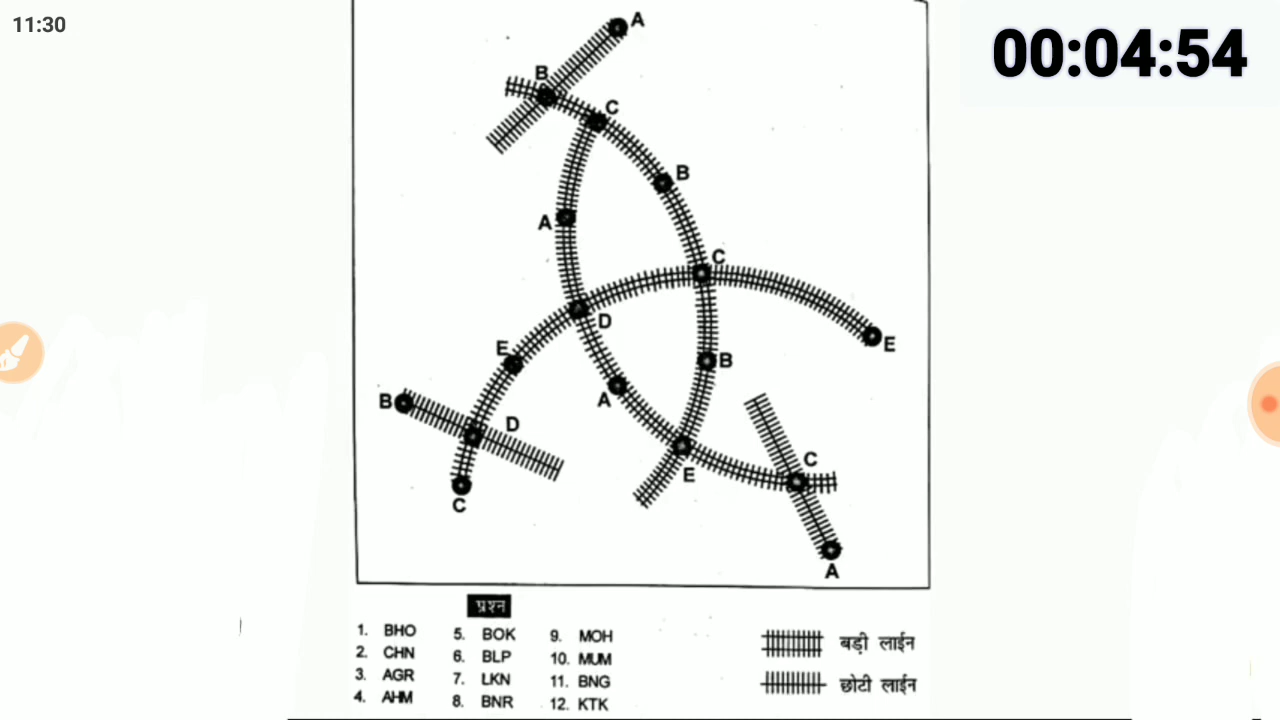 11:30
00:04:54
A
B
C
B
A
C
D
E
E
B
A
B
D
C
E
C
A
प्रश्न
1. BHO
2. CHN
3. AGR
4. AHM
5. BOK
6. BLP
7. LKN
8. BNR
9. MOH
10. MUM
11. BNG
12. KTK
बड़ी लाईन
छोटी लाईन